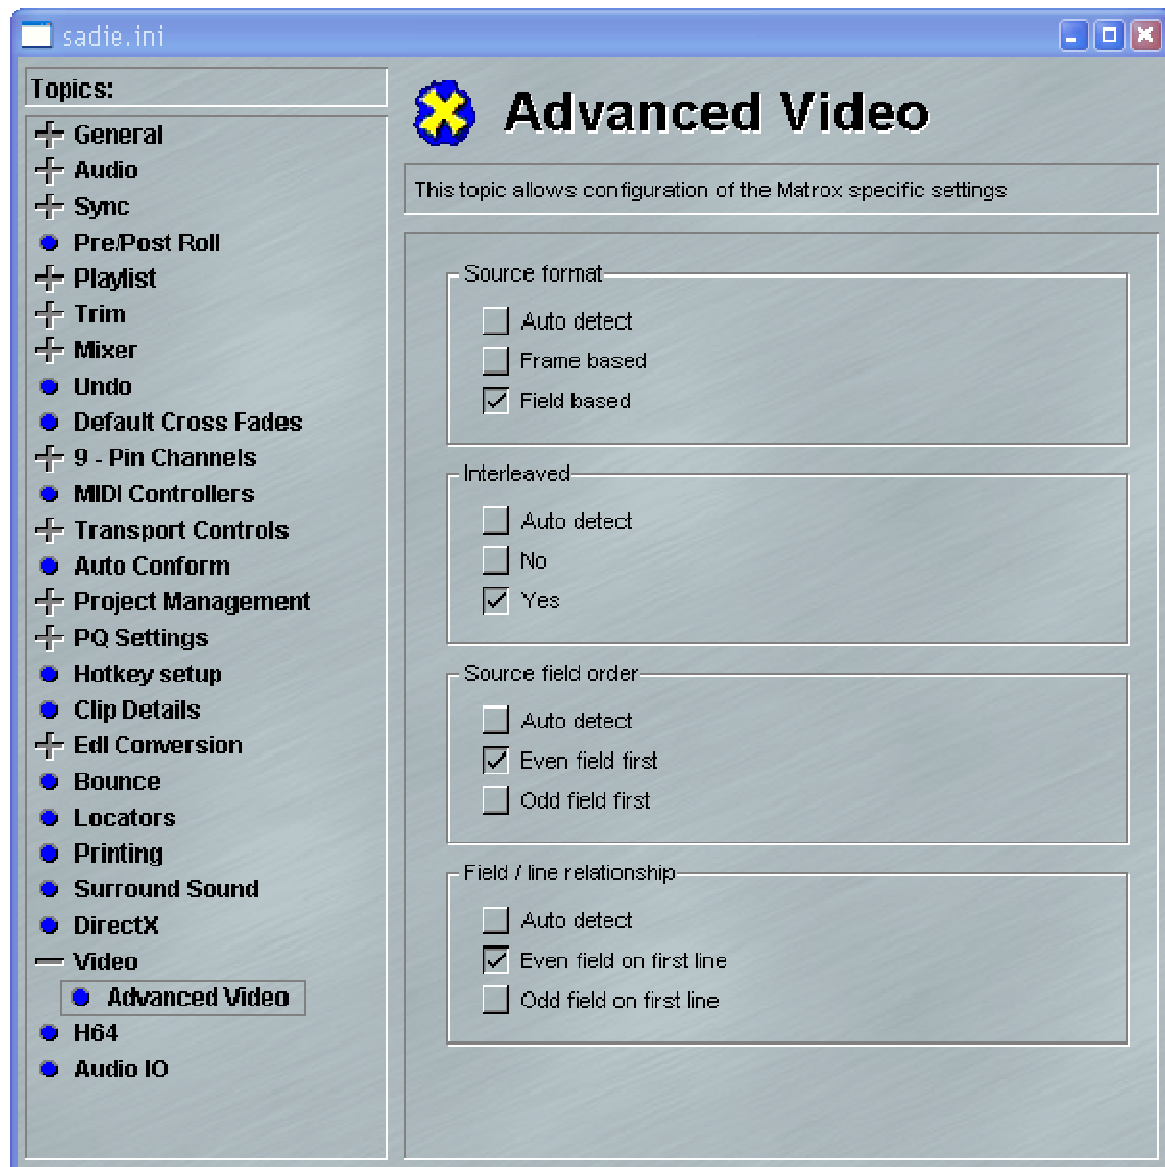 sadie.ini
Topics:
General
Audio
Sync
Pre/Post Roll
Playlist
Trim
Mixer
Undo
Default Cross Fades
9 - Pin Channels
MIDI Controllers
Transport Controls
Auto Conform
Project Management
PQ Settings
Hotkey setup
Clip Details
Edl Conversion
Bounce
Locators
Printing
Surround Sound
DirectX
Video
Advanced Video
H64
Audio IO
Advanced Video
This topic allows configuration of the Matrox specific settings
Source format
Auto detect
Frame based
Field based
Interleaved
Auto detect
No
Yes
Source field order
Auto detect
Even field first
Odd field first
Field / line relationship
Auto detect
Even field on first line
Odd field on first line